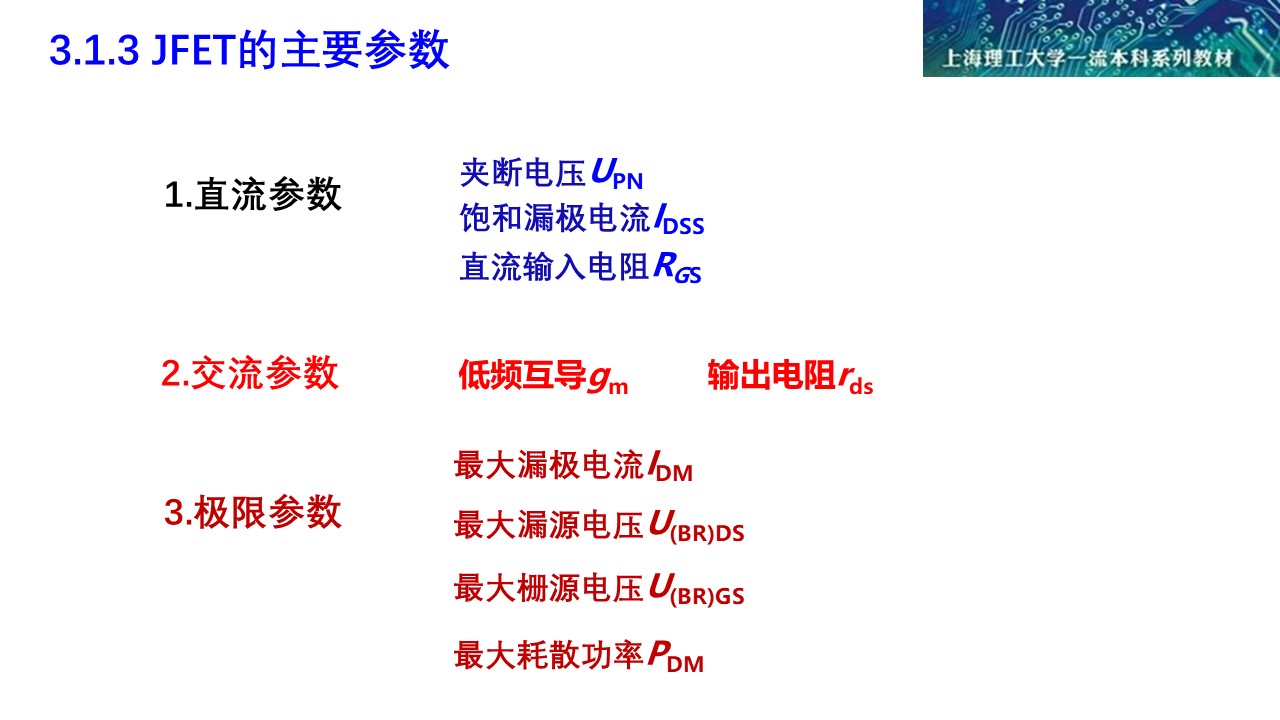 3.1.3 JFET的主要参数
上海理工大学一流本科系列教材
1.直流参数
夹断电压UPN
饱和漏极电流IDSS
直流输入电阻RGS
2.交流参数
低频互导gm 输出电阻rds
3.极限参数
最大漏极电流IDM
最大漏源电压U(BR)DS
最大栅源电压U(BR)GS
最大耗散功率PDM